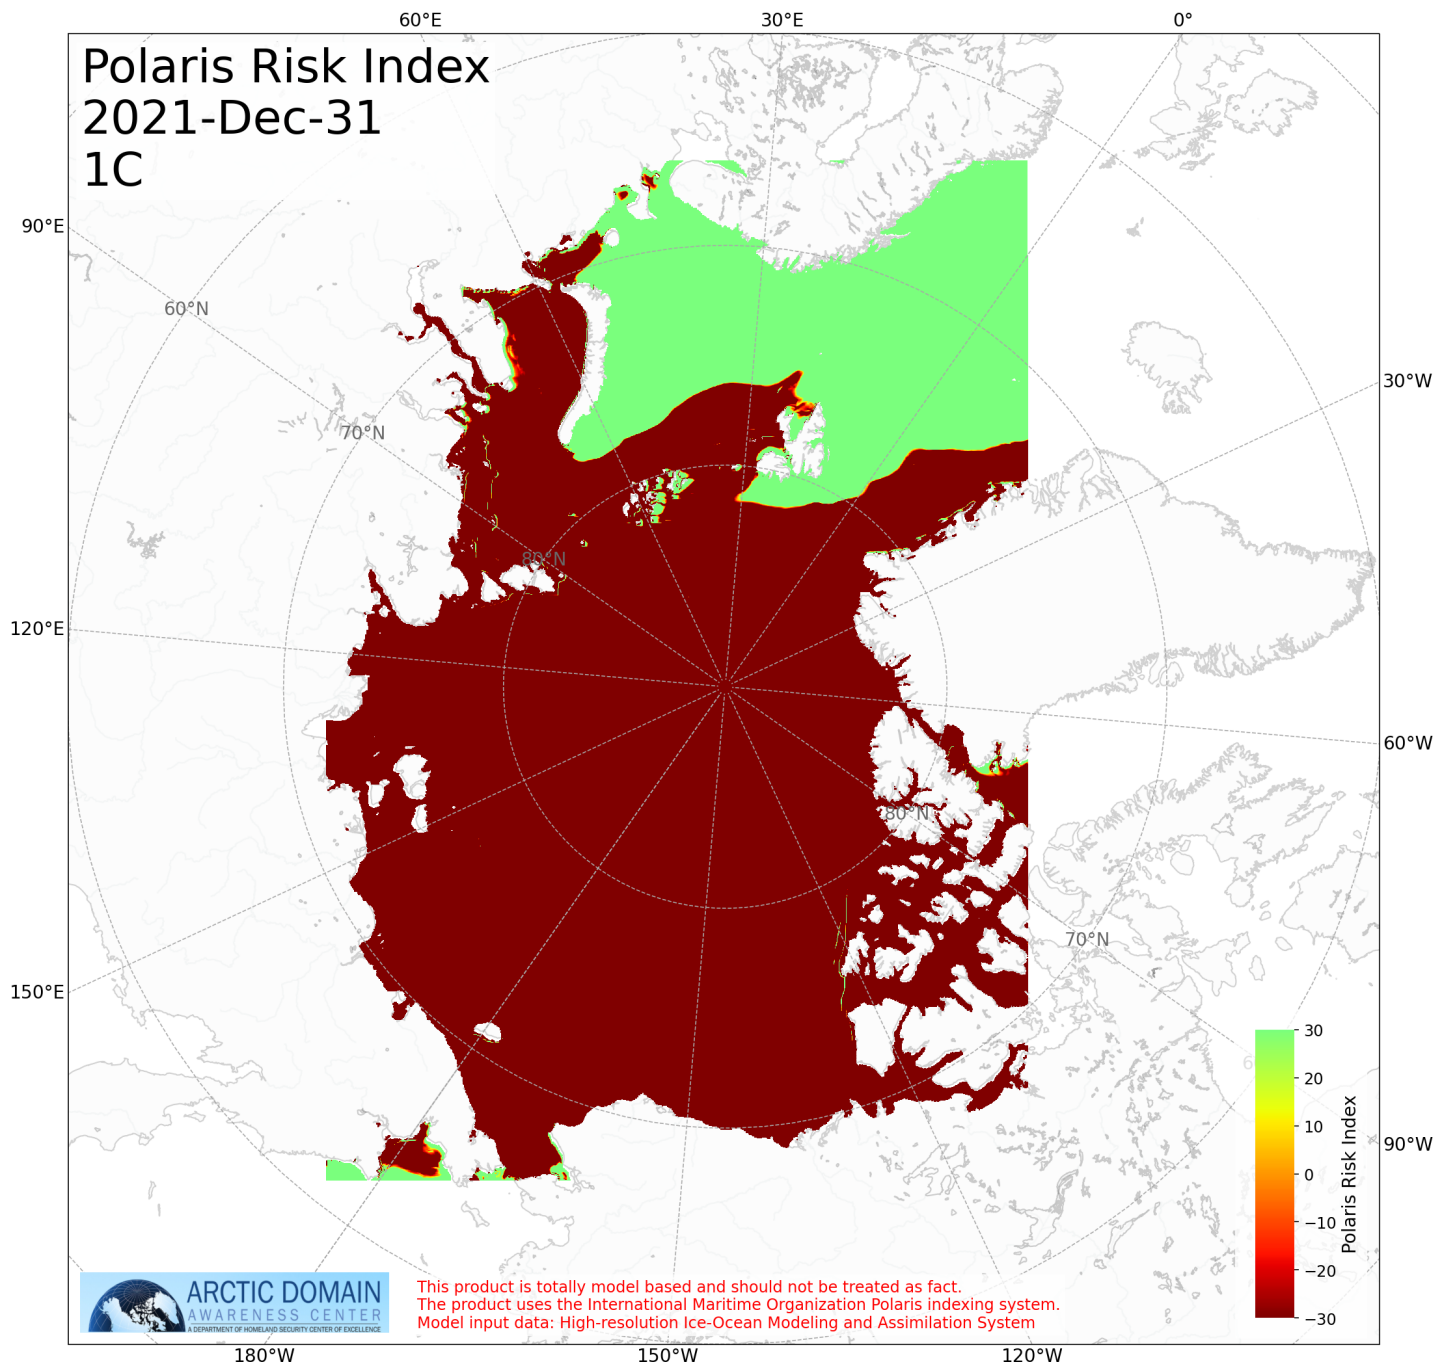 60°E 30°E 0°
Polaris Risk Index
2021-Dec-31
1C
90°E
60°N
30°W
70°N
80°N
120°E
60°W
80°N
70°N
150°E
30
20
10
0
−10
−20
−30
Polaris Risk Index
90°W
ARCTIC DOMAIN
AWARENESS CENTER
A DEPARTMENT OF HOMELAND SECURITY CENTER OF EXCELLENCE
This product is totally model based and should not be treated as fact.
The product uses the International Maritime Organization Polaris indexing system.
Model input data: High-resolution Ice-Ocean Modeling and Assimilation System
180°W 150°W 120°W